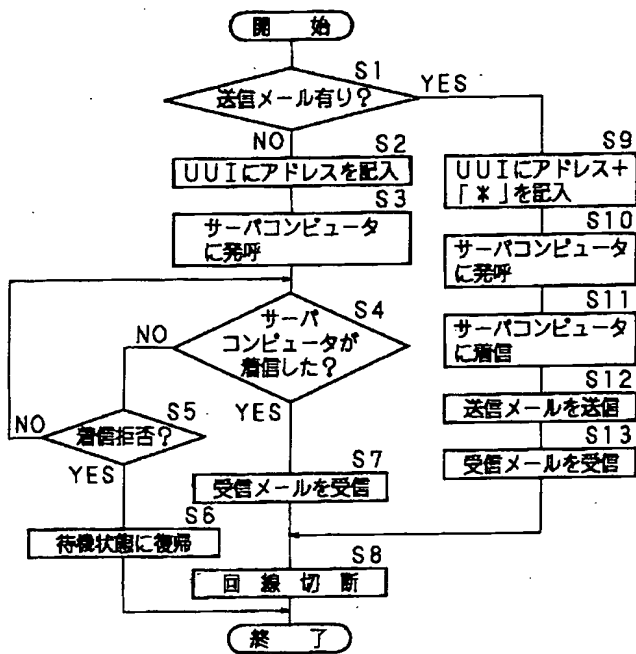 開 始
S1
送信メール有り?
YES
NO
S2
UUIにアドレスを記入
S3
サーバコンピュータ
に発呼
S4
サーバ
コンピュータが
着信した?
NO
YES
S5
着信拒否?
NO
YES
S6
待機状態に復帰
S7
受信メールを受信
S8
回 線 切 断
終 了
S9
UUIにアドレス+
「*」を記入
S10
サーバコンピュータ
に発呼
S11
サーバコンピュータ
に着信
S12
送信メールを送信
S13
受信メールを受信